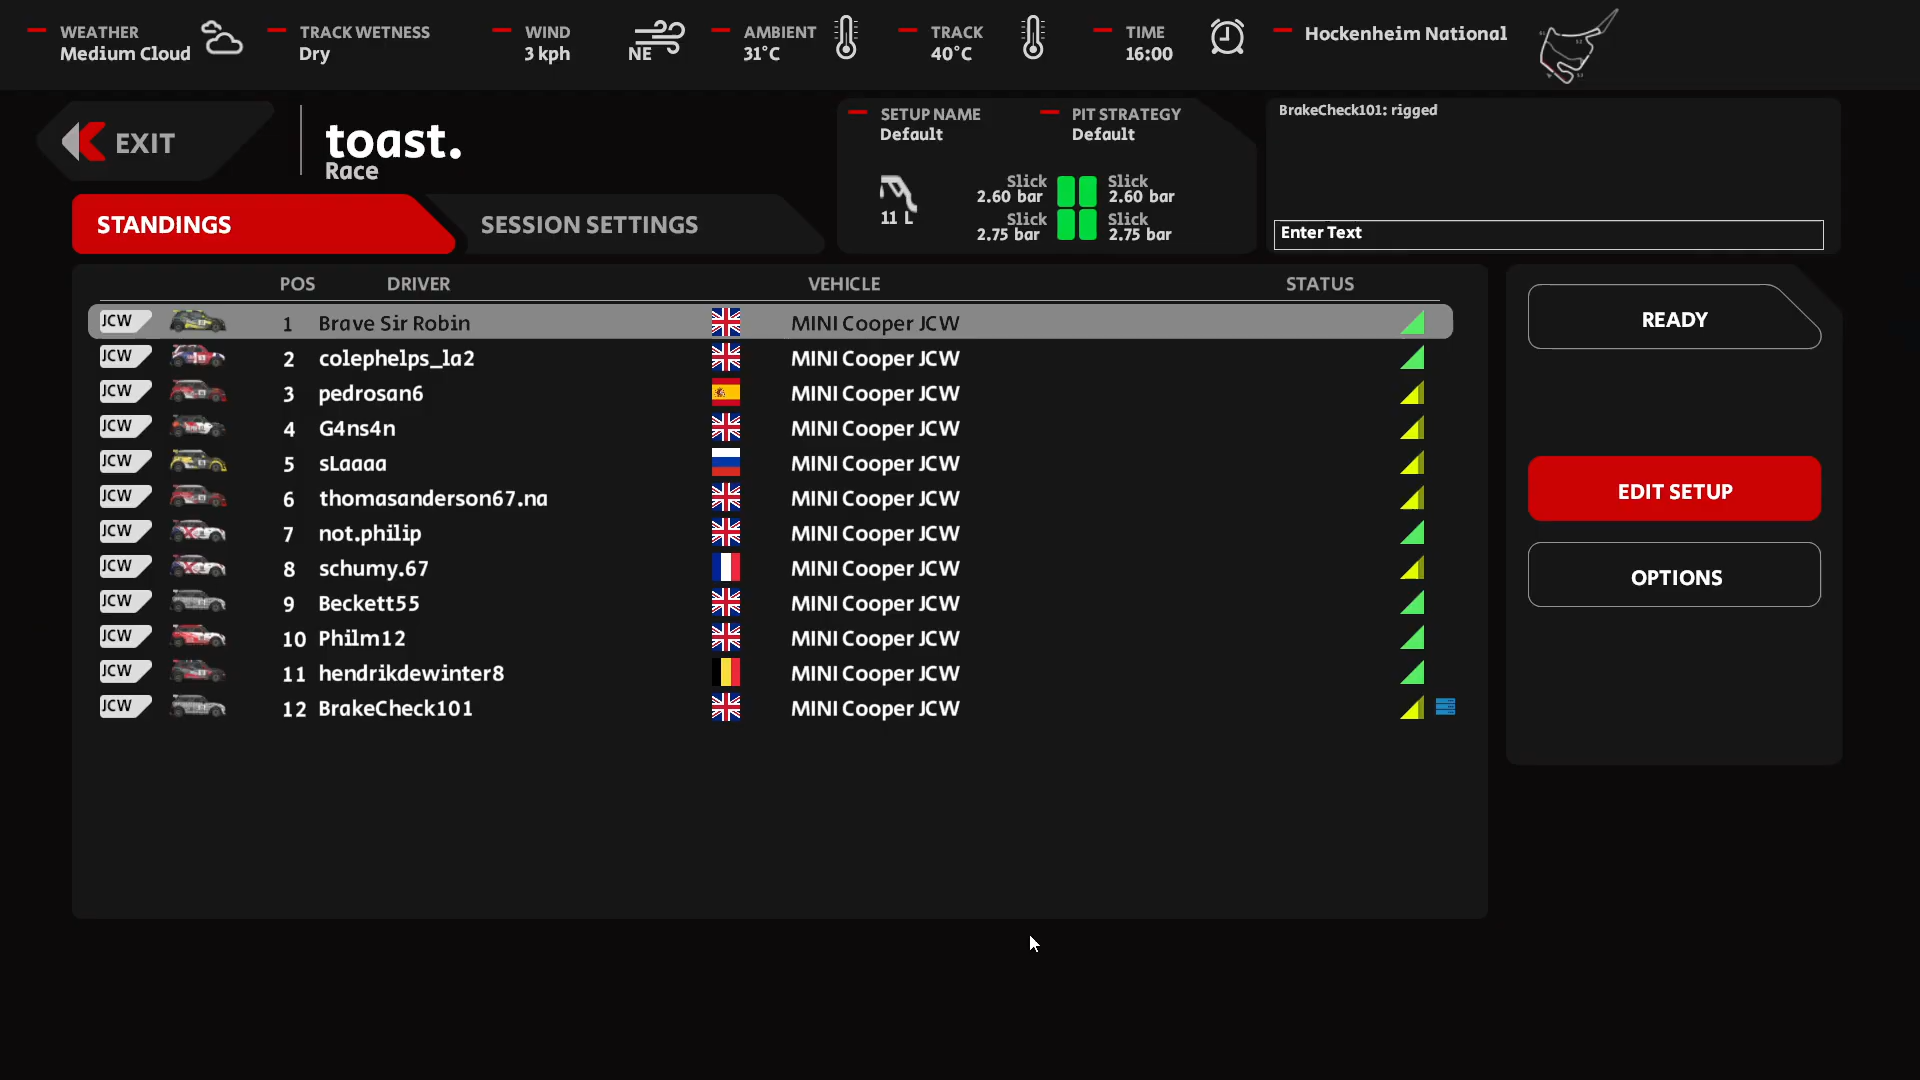 WEATHER
Medium Cloud
TRACK WETNESS
Dry
WIND
3 kph
NE
AMBIENT
31°C
TRACK
40°C
TIME
16:00
Hockenheim National
EXIT
toast.
Race
SETUP NAME
Default
PIT STRATEGY
Default
11 L
Slick
2.60 bar
Slick
2.60 bar
Slick
2.75 bar
Slick
2.75 bar
BrakeCheck101: rigged
Enter Text
STANDINGS
SESSION SETTINGS
POS DRIVER VEHICLE STATUS
JCW 1 Brave Sir Robin MINI Cooper JCW
JCW 2 colephelps_la2 MINI Cooper JCW
JCW 3 pedrosan6 MINI Cooper JCW
JCW 4 G4ns4n MINI Cooper JCW
JCW 5 sLaaaa MINI Cooper JCW
JCW 6 thomasanderson67.na MINI Cooper JCW
JCW 7 not.philip MINI Cooper JCW
JCW 8 schumy.67 MINI Cooper JCW
JCW 9 Beckett55 MINI Cooper JCW
JCW 10 Philm12 MINI Cooper JCW
JCW 11 hendrikdewinter8 MINI Cooper JCW
JCW 12 BrakeCheck101 MINI Cooper JCW
READY
EDIT SETUP
OPTIONS